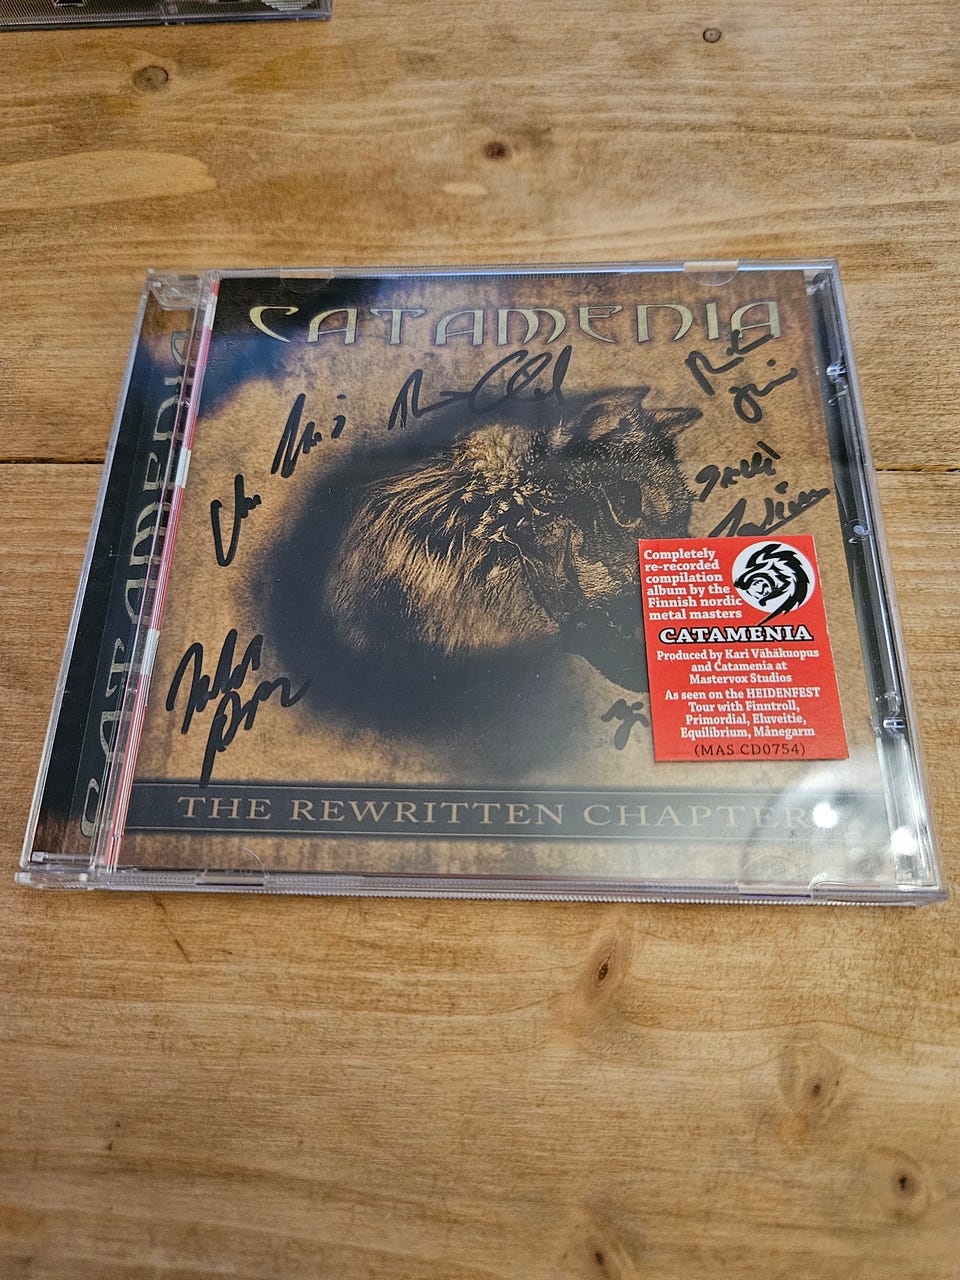 CATAMENIA
CATAMENIA
Completely
re-recorded
compilation
album by the
Finnish nordic
metal masters
CATAMENIA
Produced by Kari Vähäkuopus
and Catamenia at
Mastervox Studios
As seen on the HEIDENFEST
Tour with Finntroll,
Primordial, Eluveitie,
Equilibrium, Månegarm
(MAS CD0754)
THE REWRITTEN CHAPTERS